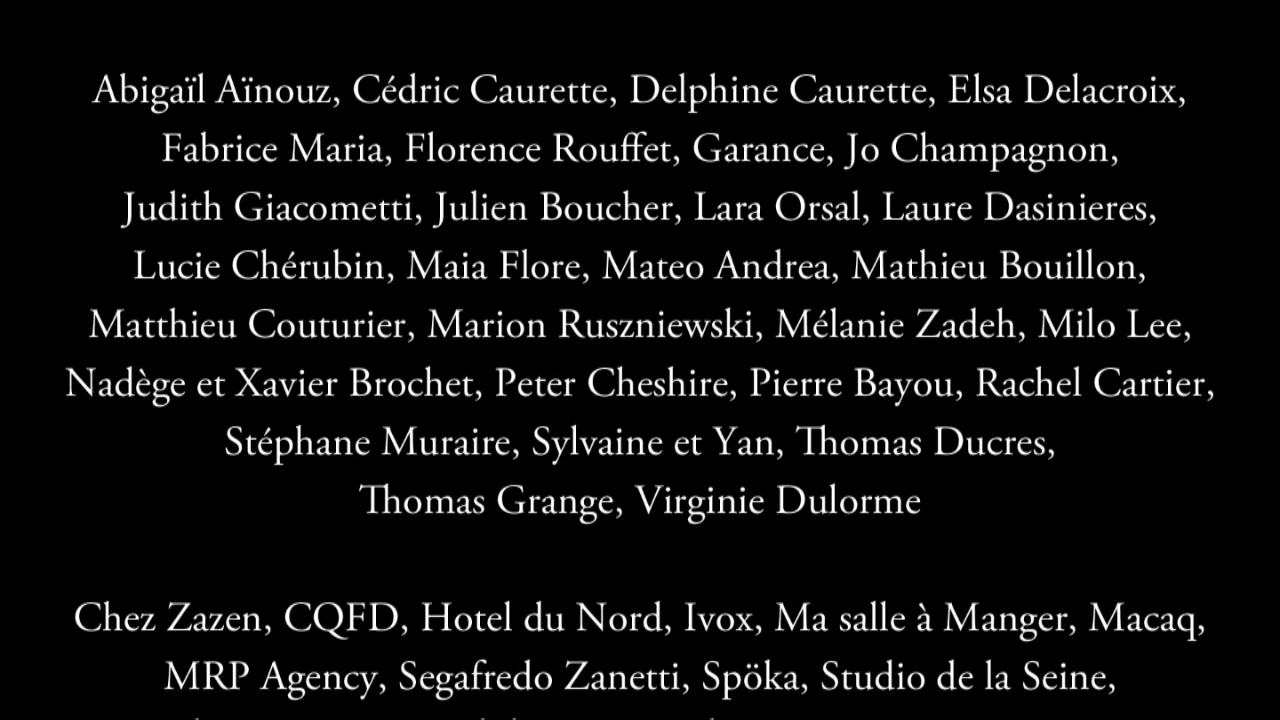 Abigaïl Aïnouz, Cédric Caurette, Delphine Caurette, Elsa Delacroix,
Fabrice Maria, Florence Rouffet, Garance, Jo Champagnon,
Judith Giacometti, Julien Boucher, Lara Orsal, Laure Dasinieres,
Lucie Chérubin, Maia Flore, Mateo Andrea, Mathieu Bouillon,
Matthieu Couturier, Marion Ruszniewski, Mélanie Zadeh, Milo Lee,
Nadège et Xavier Brochet, Peter Cheshire, Pierre Bayou, Rachel Cartier,
Stéphane Muraire, Sylvaine et Yan, Thomas Ducres,
Thomas Grange, Virginie Dulorme
Chez Zazen, CQFD, Hotel du Nord, Ivox, Ma salle à Manger, Macaq,
MRP Agency, Segafredo Zanetti, Spöka, Studio de la Seine,